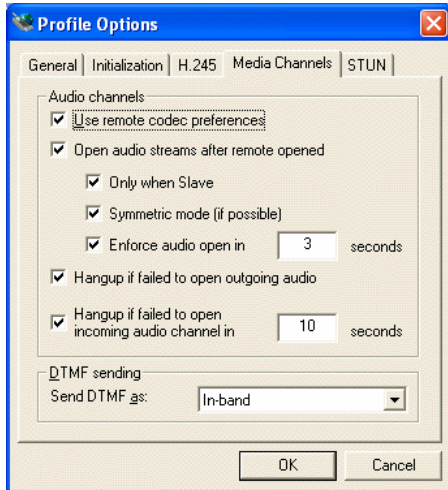 Profile Options
General Initialization H.245 Media Channels STUN
Audio channels
Use remote codec preferences
Open audio streams after remote opened
Only when Slave
Symmetric mode (if possible)
Enforce audio open in 3 seconds
Hangup if failed to open outgoing audio
Hangup if failed to open
incoming audio channel in 10 seconds
DTMF sending
Send DTMF as: In-band
OK Cancel